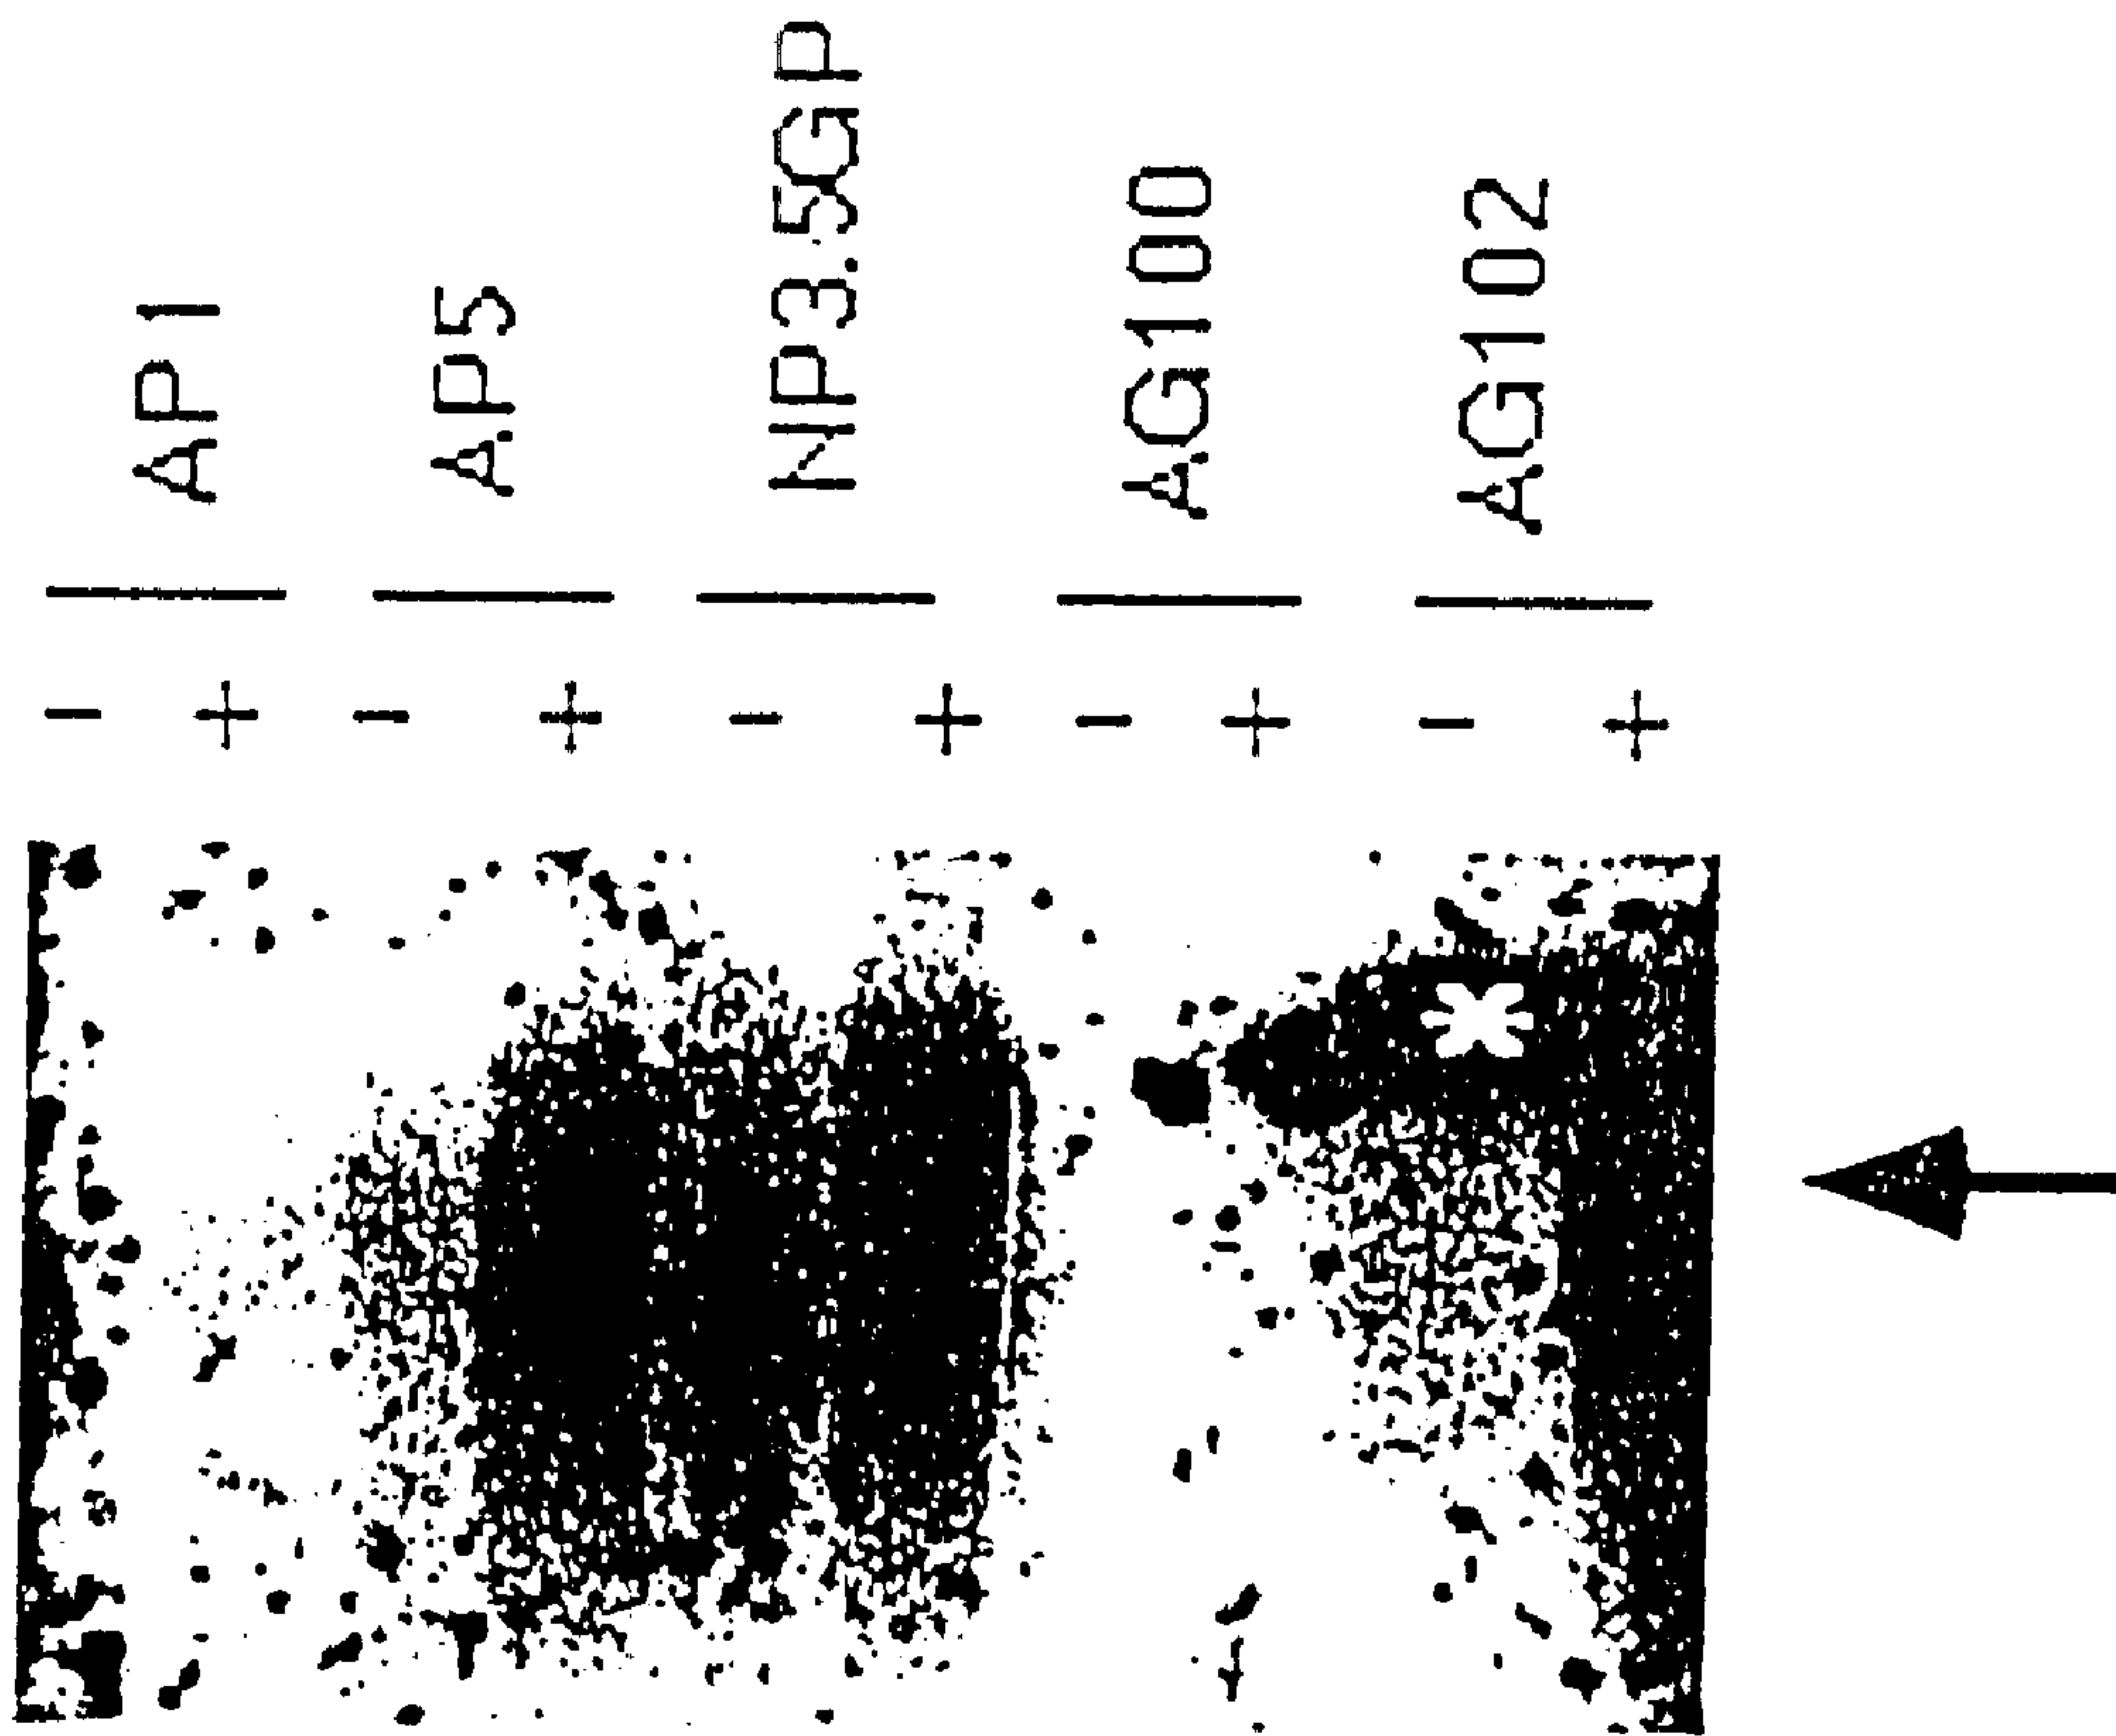 AP1
AP5
NP3.5GP
AG100
AG102
− + − + − + − + − +
*